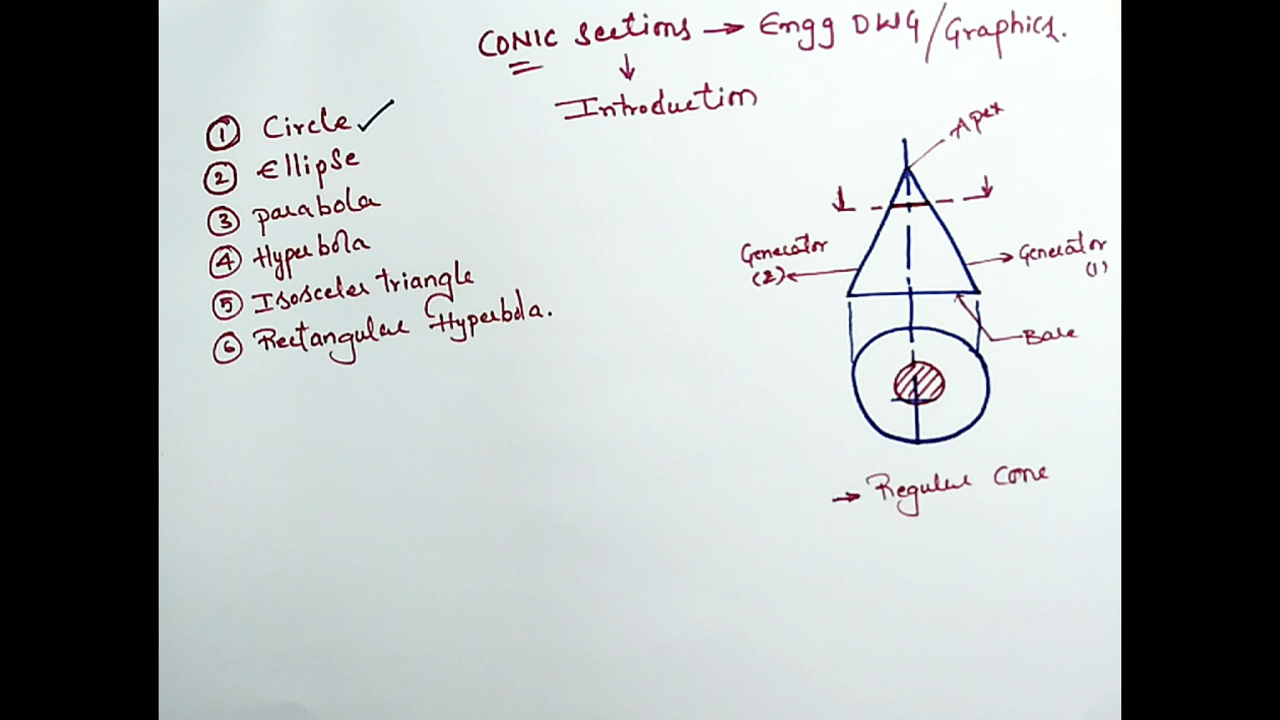 CONIC Sections → Engg DWG/Graphics.
↓
Introduction
① Circle ✓
② Ellipse
③ parabola
④ Hyperbola
⑤ Isosceles triangle
⑥ Rectangular Hyperbola.
Apex
Generator
(2)
Generator
(1)
Base
→ Regular Cone